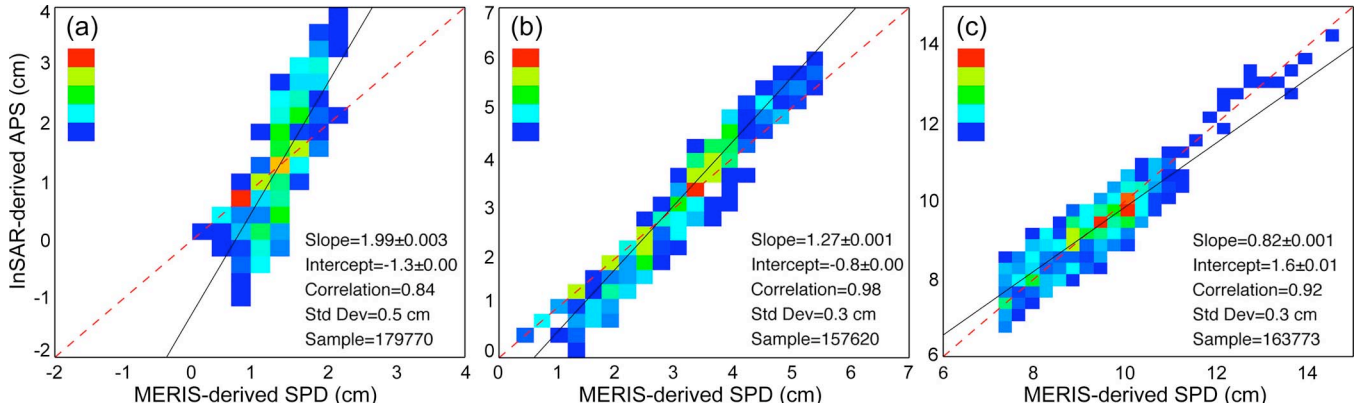 (a)
4
3
2
1
0
-1
-2
InSAR-derived APS (cm)
-2 -1 0 1 2 3 4
MERIS-derived SPD (cm)
Slope=1.99±0.003
Intercept=-1.3±0.00
Correlation=0.84
Std Dev=0.5 cm
Sample=179770
(b)
7
6
5
4
3
2
1
0
0 1 2 3 4 5 6 7
MERIS-derived SPD (cm)
Slope=1.27±0.001
Intercept=-0.8±0.00
Correlation=0.98
Std Dev=0.3 cm
Sample=157620
(c)
14
12
10
8
6
6 8 10 12 14
MERIS-derived SPD (cm)
Slope=0.82±0.001
Intercept=1.6±0.01
Correlation=0.92
Std Dev=0.3 cm
Sample=163773